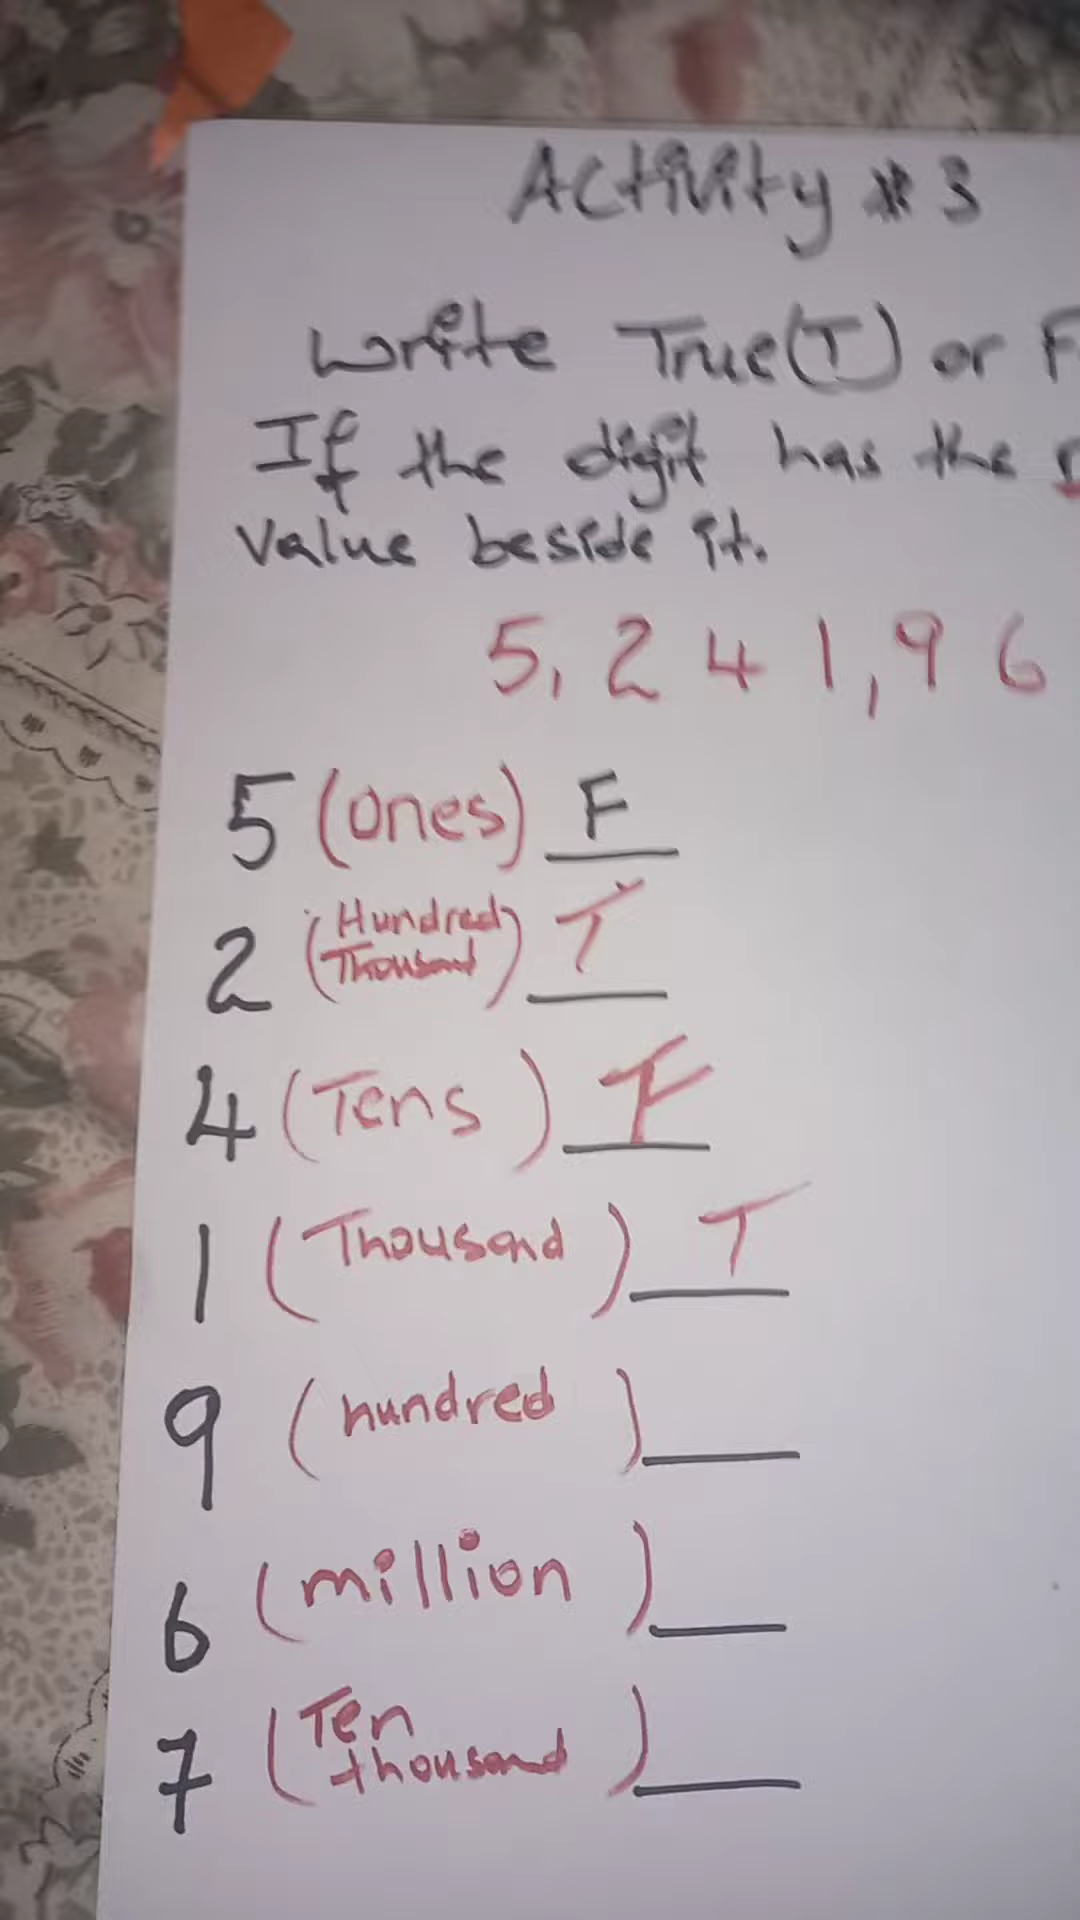 Activity # 3
Write True(T) or F
If the digit has the
Value beside it.
5, 2 4 1, 9 6
5 (ones) F
2 (Hundred Thousand) T
4 (Tens) F
1 (Thousand) T
9 (hundred)
6 (million)
7 (Ten thousand)